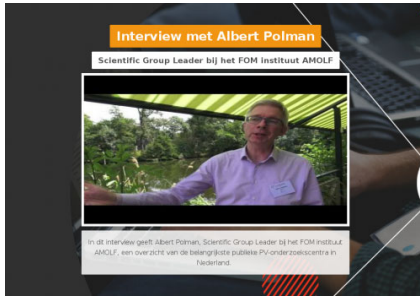 Interview met Albert Polman
Scientific Group Leader bij het FOM instituut AMOLF
In dit interview geeft Albert Polman, Scientific Group Leader bij het FOM instituut
AMOLF, een overzicht van de belangrijkste publieke PV-onderzoekscentra in
Nederland.